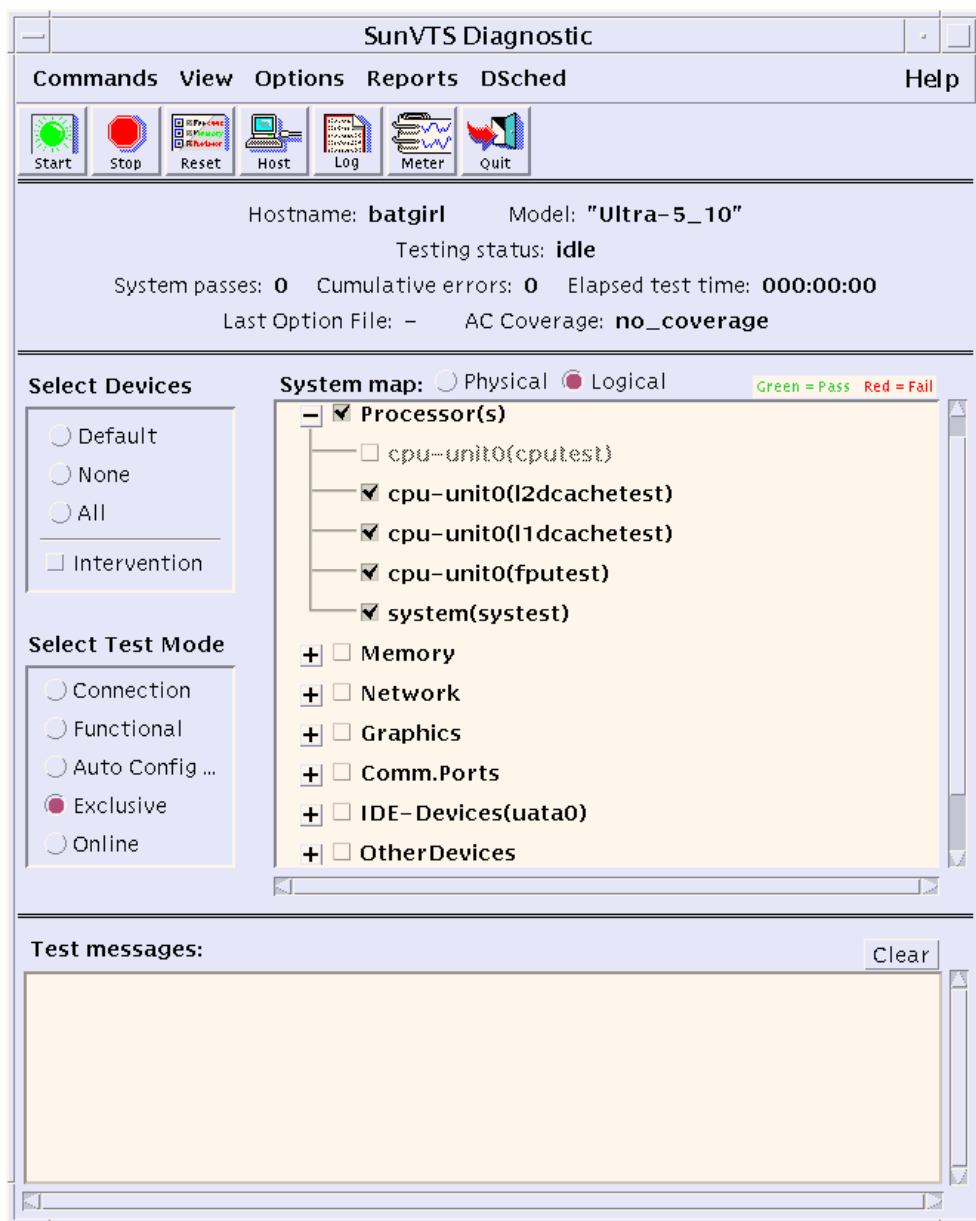 SunVTS Diagnostic
Commands View Options Reports DSched Help
Start Stop Reset Host Log Meter Quit
Hostname: batgirl Model: "Ultra-5_10"
Testing status: idle
System passes: 0 Cumulative errors: 0 Elapsed test time: 000:00:00
Last Option File: - AC Coverage: no_coverage
Select Devices
Default
None
All
Intervention
Select Test Mode
Connection
Functional
Auto Config ...
Exclusive
Online
System map: Physical Logical Green = Pass Red = Fail
Processor(s)
cpu-unit0(cputest)
cpu-unit0(l2dcachetest)
cpu-unit0(l1dcachetest)
cpu-unit0(fputest)
system(systest)
Memory
Network
Graphics
Comm.Ports
IDE-Devices(uata0)
OtherDevices
Test messages: Clear